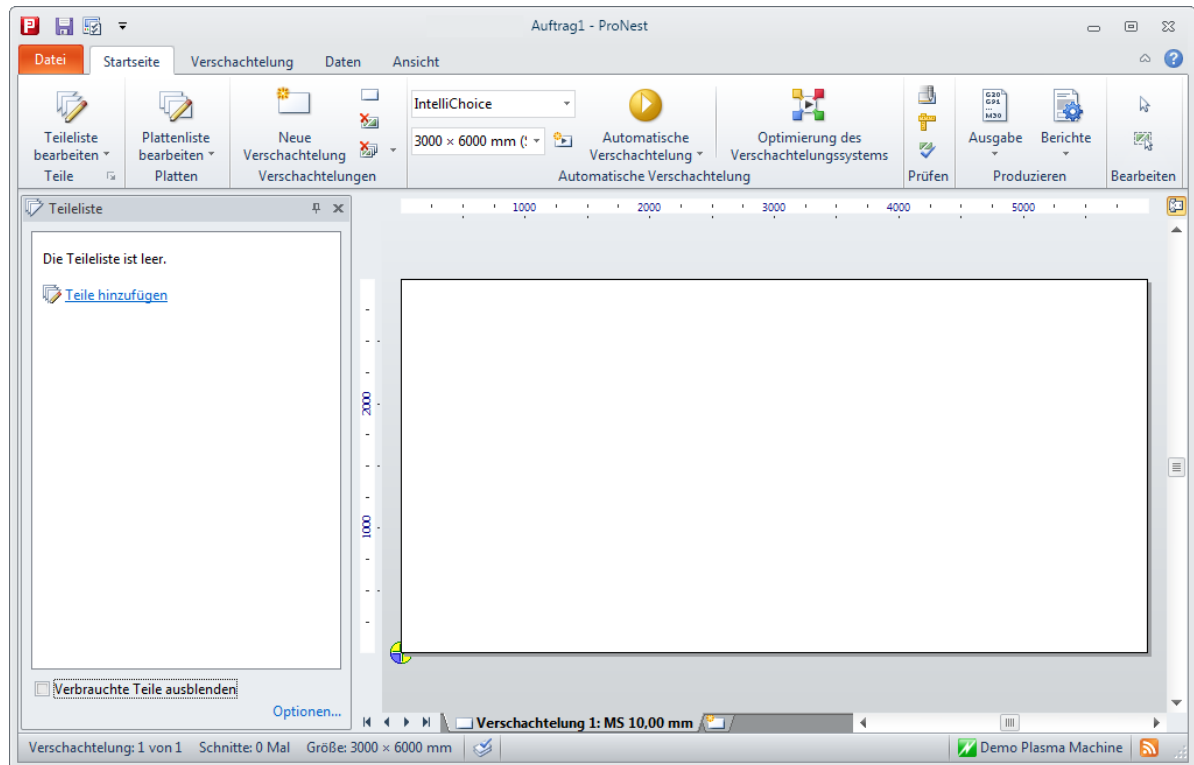 Auftrag1 - ProNest
Datei Startseite Verschachtelung Daten Ansicht
IntelliChoice
3000 × 6000 mm (
Teileliste bearbeiten
Plattenliste bearbeiten
Neue Verschachtelung
Automatische Verschachtelung
Optimierung des Verschachtelungssystems
G20
G91
...
M30
Ausgabe
Berichte
Teile Platten Verschachtelungen Automatische Verschachtelung Prüfen Produzieren Bearbeiten
Teileliste
1000 2000 3000 4000 5000
Die Teileliste ist leer.
Teile hinzufügen
2000
1000
Verbrauchte Teile ausblenden
Optionen...
Verschachtelung 1: MS 10,00 mm
Verschachtelung: 1 von 1 Schnitte: 0 Mal Größe: 3000 × 6000 mm
Demo Plasma Machine